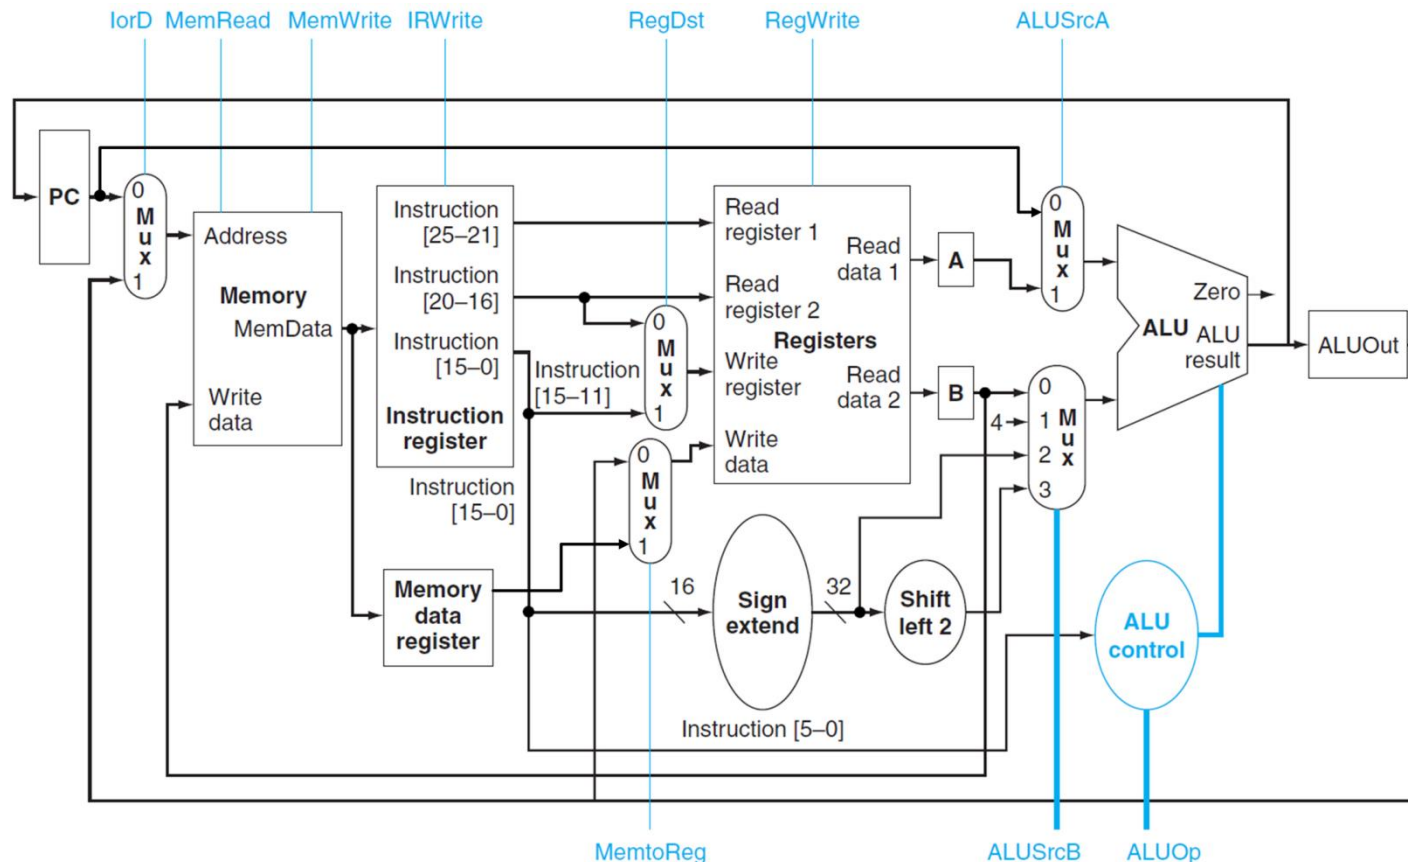 IorD MemRead MemWrite IRWrite RegDst RegWrite ALUSrcA
PC
0
M
u
x
1
Address
Memory
MemData
Write
data
Instruction
[25–21]
Instruction
[20–16]
Instruction
[15–0]
Instruction
register
Instruction
[15–11]
0
M
u
x
1
Instruction
[15–0]
0
M
u
x
1
Memory
data
register
Read
register 1
Read
register 2
Registers
Write
register
Write
data
Read
data 1
Read
data 2
A
B
0
M
u
x
1
4
0
1
2
3
M
u
x
Zero
ALU
ALU
result
ALUOut
16
Sign
extend
32
Shift
left 2
ALU
control
Instruction [5–0]
MemtoReg ALUSrcB ALUOp